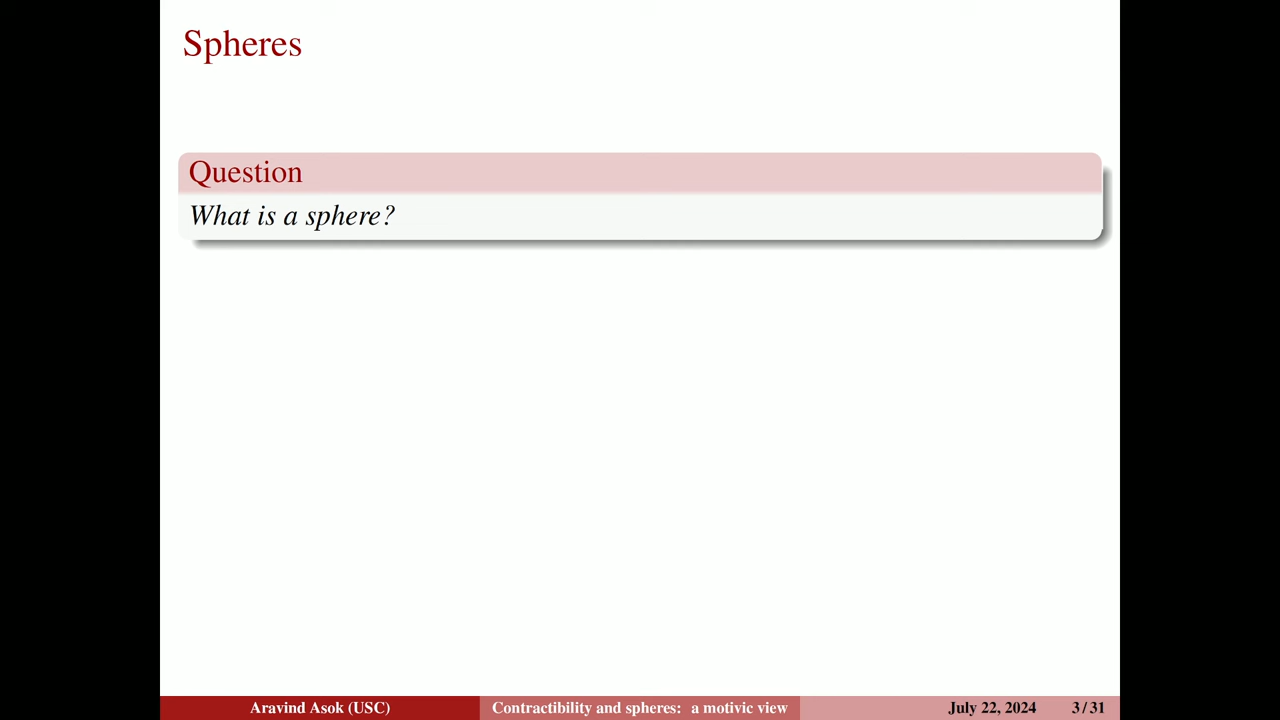 Spheres
Question
What is a sphere?
Aravind Asok (USC) Contractibility and spheres: a motivic view July 22, 2024 3 / 31